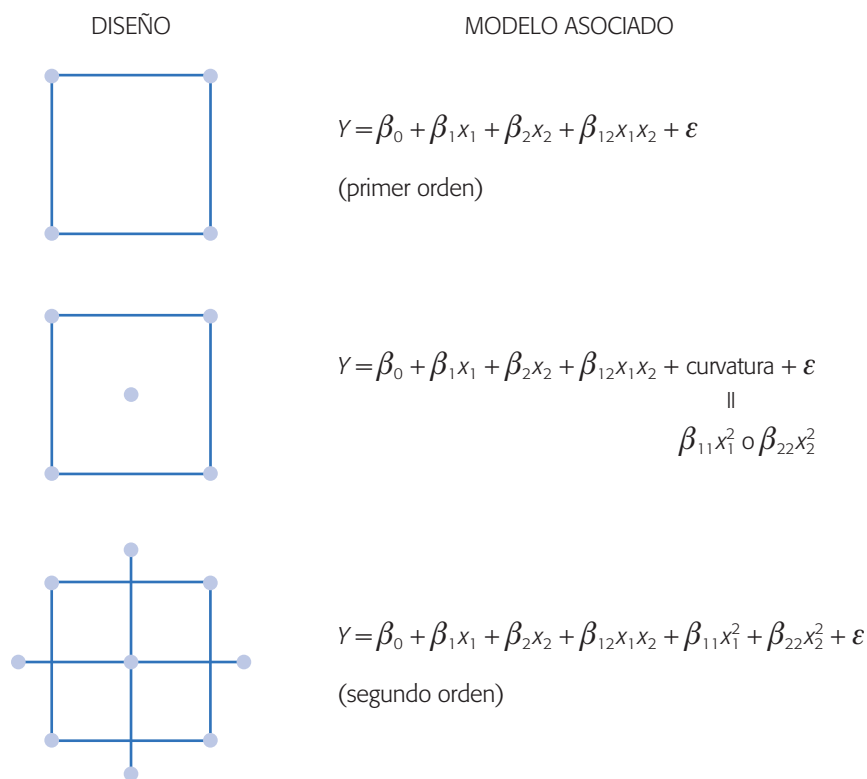 DISEÑO MODELO ASOCIADO
Y = β₀ + β₁x₁ + β₂x₂ + β₁₂x₁x₂ + ε
(primer orden)
Y = β₀ + β₁x₁ + β₂x₂ + β₁₂x₁x₂ + curvatura + ε
=
β₁₁x₁² o β₂₂x₂²
Y = β₀ + β₁x₁ + β₂x₂ + β₁₂x₁x₂ + β₁₁x₁² + β₂₂x₂² + ε
(segundo orden)